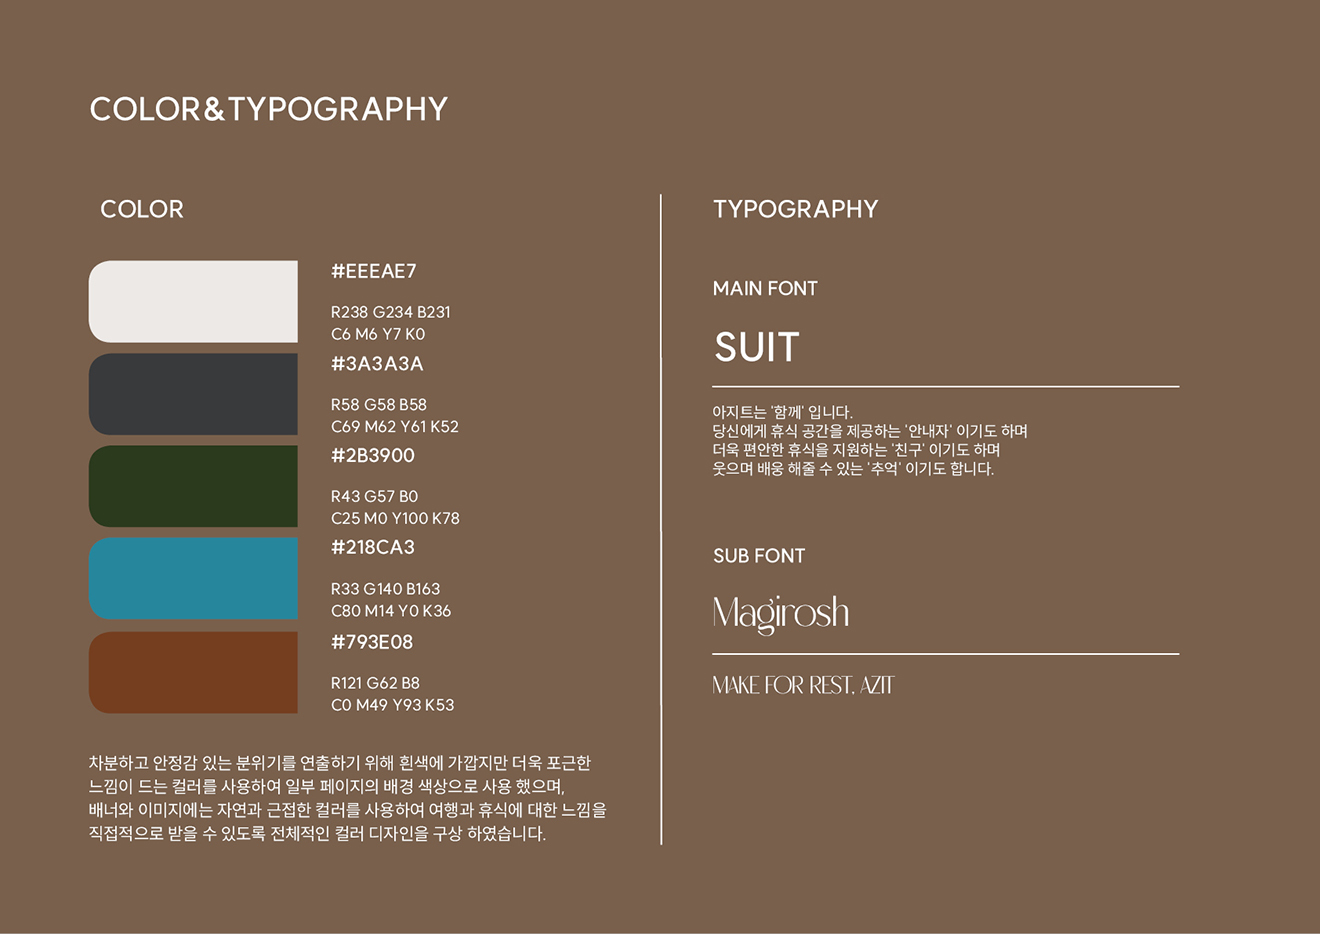 COLOR&TYPOGRAPHY
COLOR
#EEEAE7
R238 G234 B231
C6 M6 Y7 K0
#3A3A3A
R58 G58 B58
C69 M62 Y61 K52
#2B3900
R43 G57 B0
C25 M0 Y100 K78
#218CA3
R33 G140 B163
C80 M14 Y0 K36
#793E08
R121 G62 B8
C0 M49 Y93 K53
차분하고 안정감 있는 분위기를 연출하기 위해 흰색에 가깝지만 더욱 포근한
느낌이 드는 컬러를 사용하여 일부 페이지의 배경 색상으로 사용 했으며,
배너와 이미지에는 자연과 근접한 컬러를 사용하여 여행과 휴식에 대한 느낌을
직접적으로 받을 수 있도록 전체적인 컬러 디자인을 구상 하였습니다.
TYPOGRAPHY
MAIN FONT
SUIT
아지트는 '함께' 입니다.
당신에게 휴식 공간을 제공하는 '안내자' 이기도 하며
더욱 편안한 휴식을 지원하는 '친구' 이기도 하며
웃으며 배웅 해줄 수 있는 '추억' 이기도 합니다.
SUB FONT
Magirosh
MAKE FOR REST. AZIT